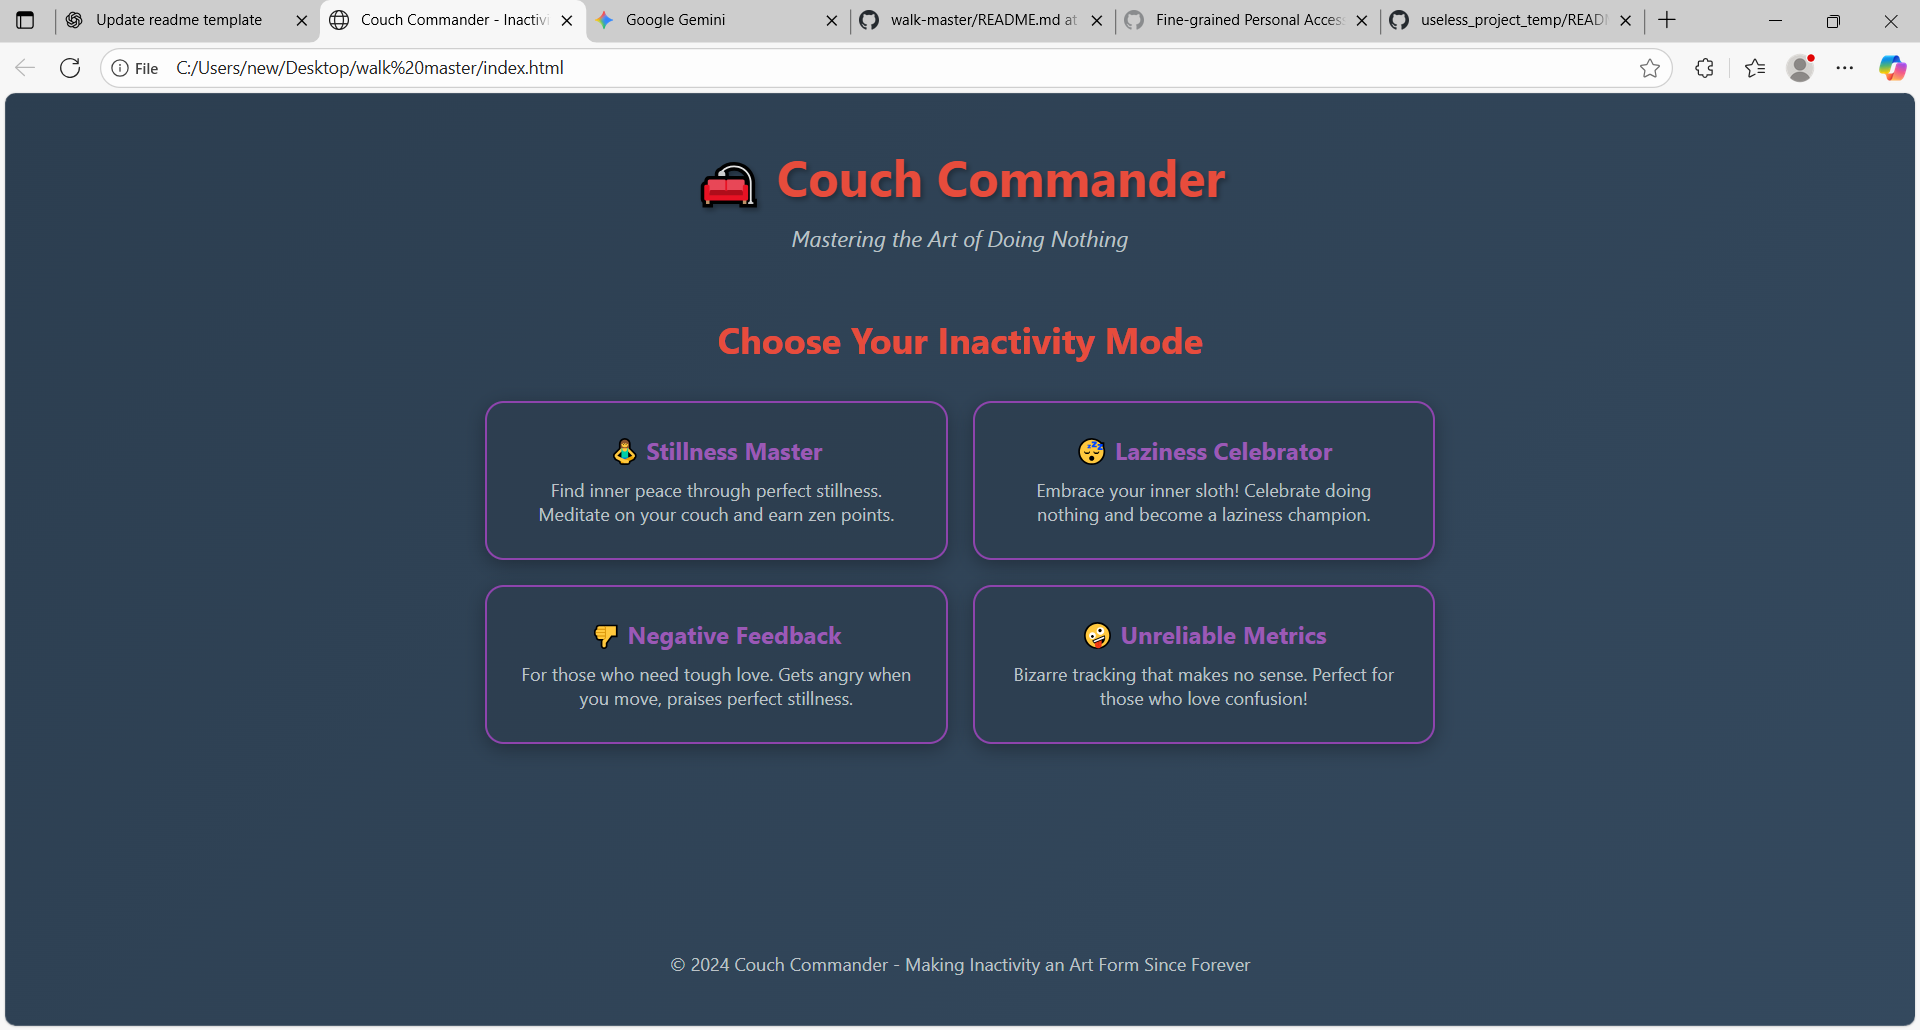 Update readme template
Couch Commander - Inactivi
Google Gemini
walk-master/README.md at
Fine-grained Personal Access
useless_project_temp/READ
File
C:/Users/new/Desktop/walk%20master/index.html
Couch Commander
Mastering the Art of Doing Nothing
Choose Your Inactivity Mode
Stillness Master
Find inner peace through perfect stillness.
Meditate on your couch and earn zen points.
Laziness Celebrator
Embrace your inner sloth! Celebrate doing
nothing and become a laziness champion.
Negative Feedback
For those who need tough love. Gets angry when
you move, praises perfect stillness.
Unreliable Metrics
Bizarre tracking that makes no sense. Perfect for
those who love confusion!
© 2024 Couch Commander - Making Inactivity an Art Form Since Forever